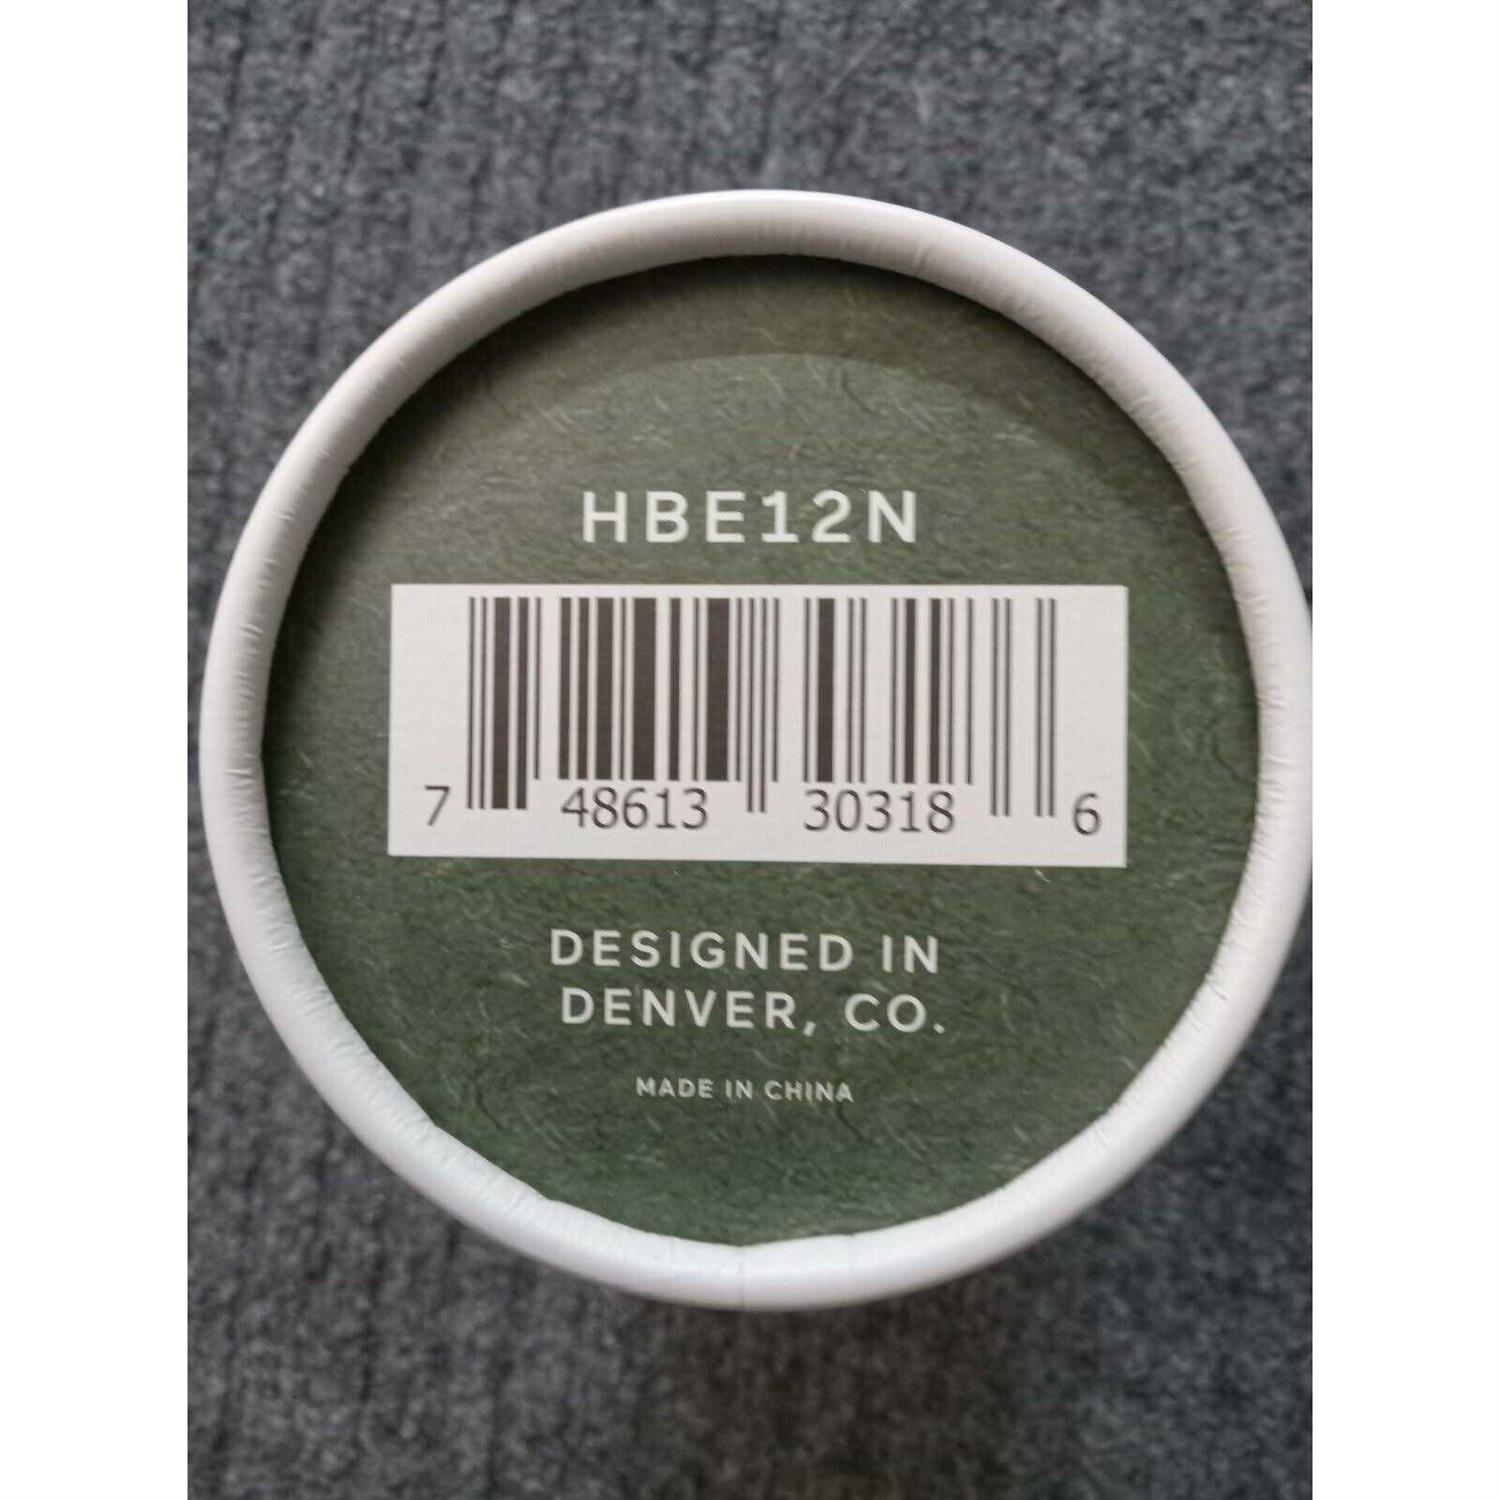 HBE12N
7 48613 30318 6
DESIGNED IN
DENVER, CO.
MADE IN CHINA